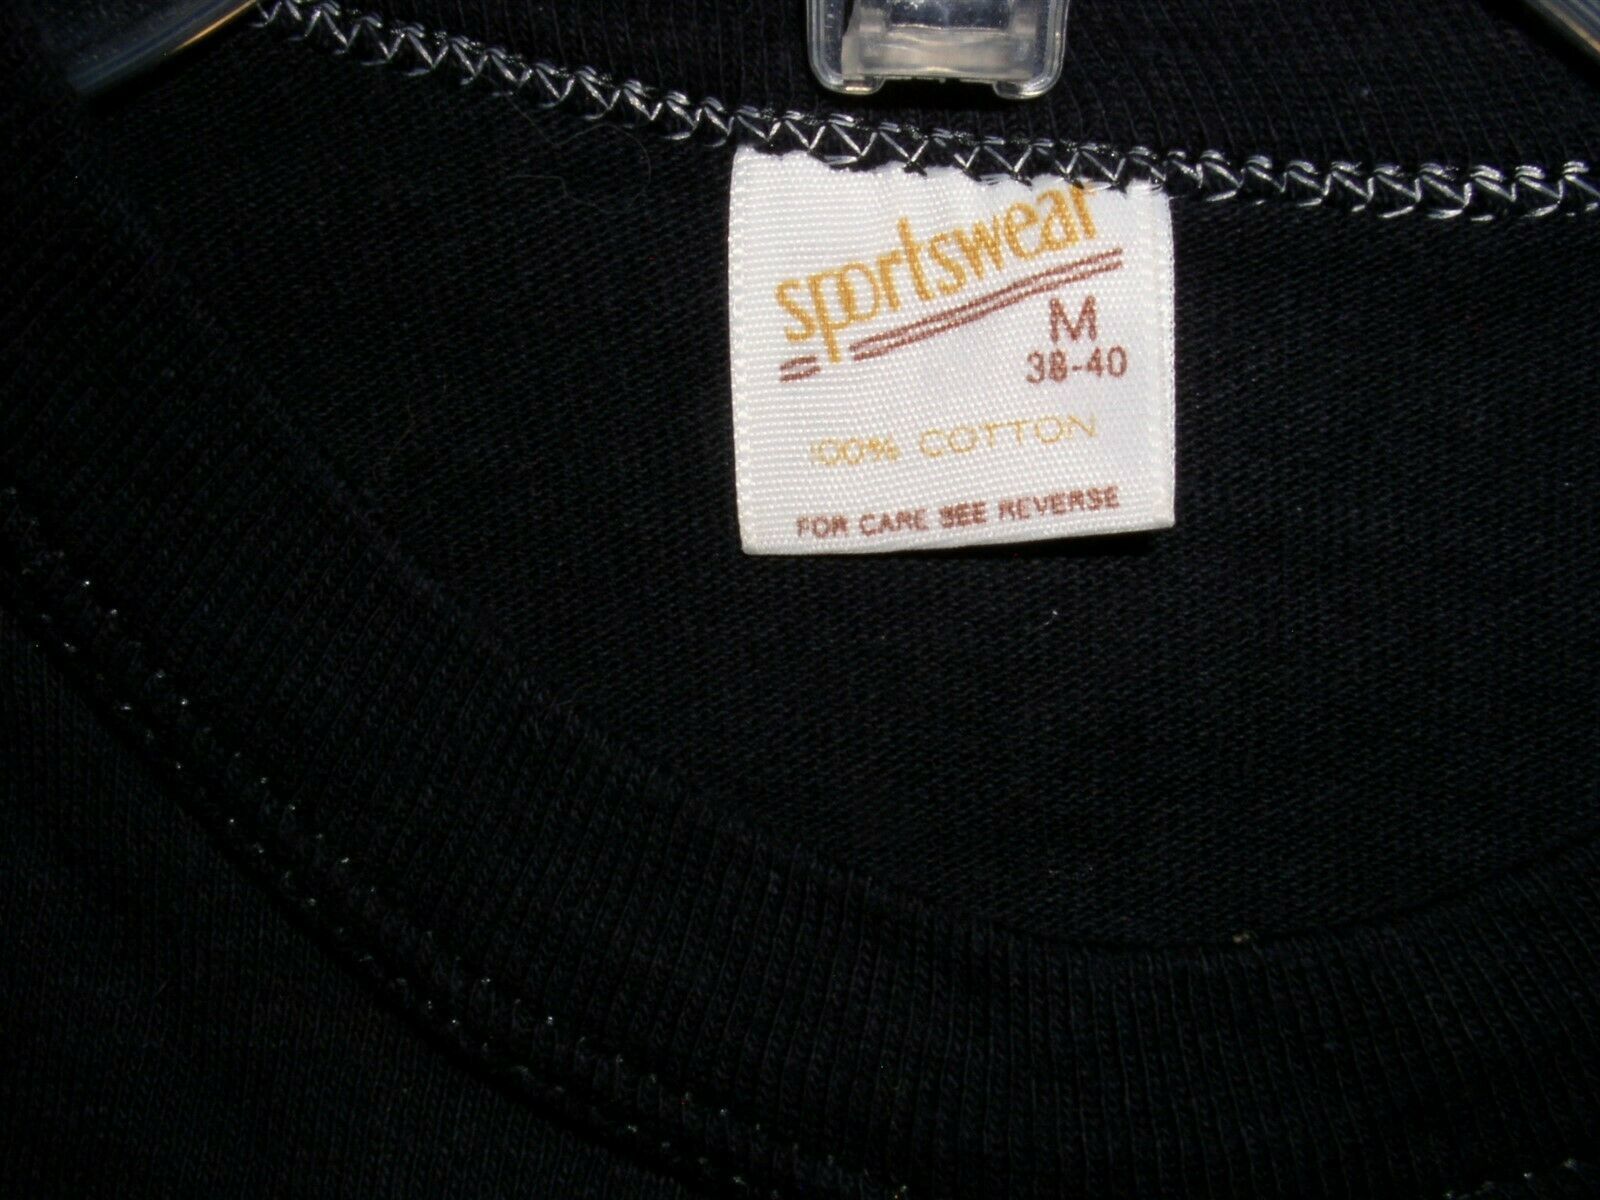 sportswear
M
38-40
100% COTTON
FOR CARE SEE REVERSE